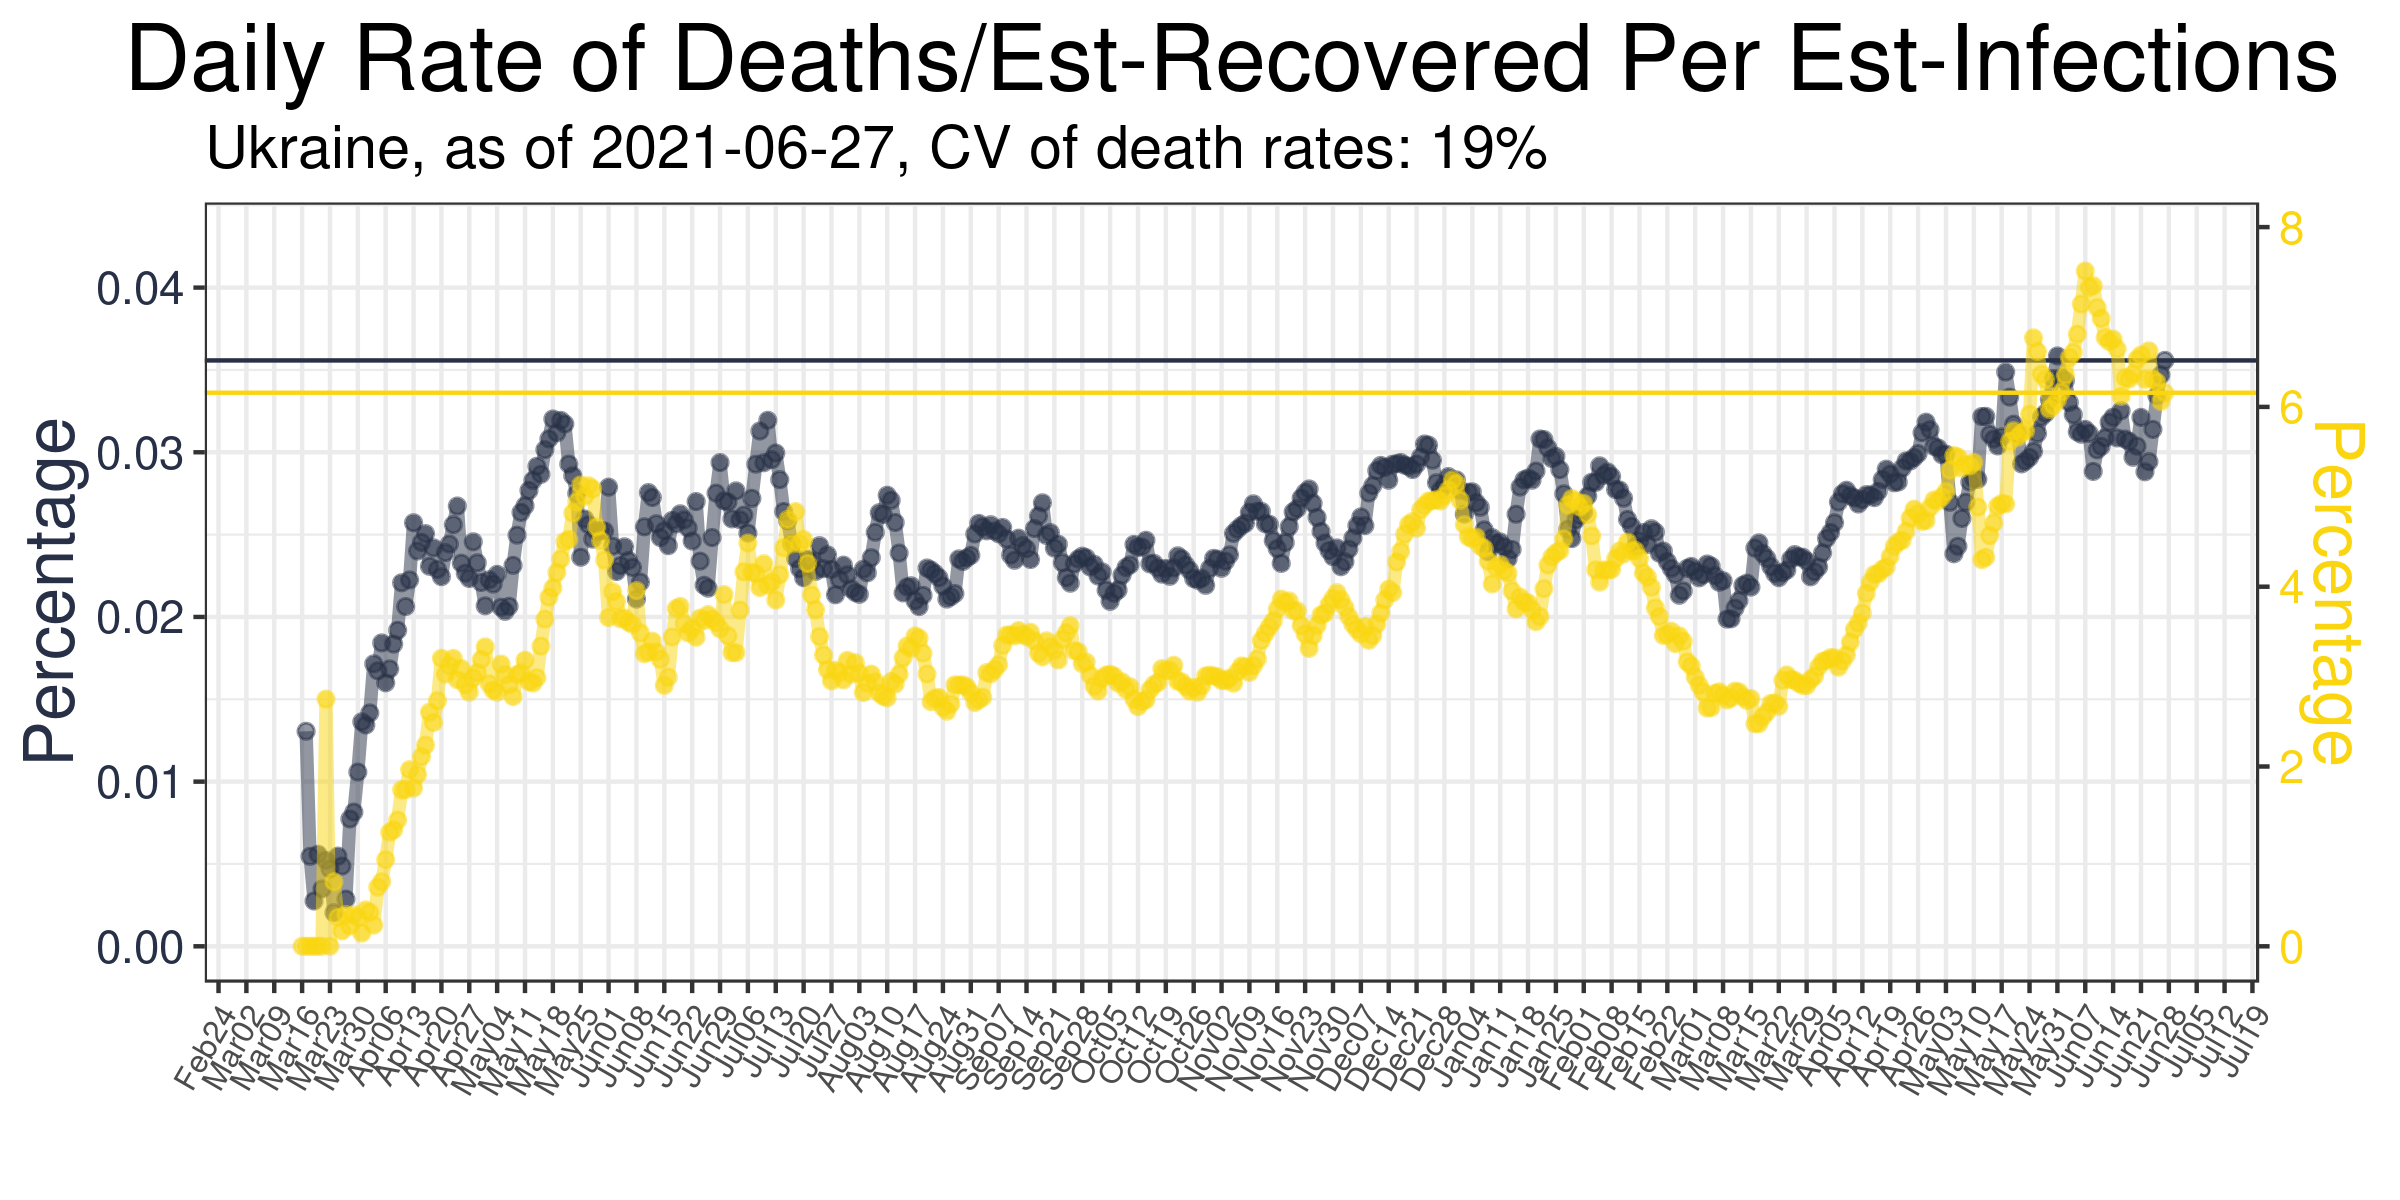 Daily Rate of Deaths/Est-Recovered Per Est-Infections
Ukraine, as of 2021-06-27, CV of death rates: 19%
Percentage
0.04
0.03
0.02
0.01
0.00
8
6
4
2
0
Percentage
Feb24
Mar02
Mar09
Mar16
Mar23
Mar30
Apr06
Apr13
Apr20
Apr27
May04
May11
May18
May25
Jun01
Jun08
Jun15
Jun22
Jun29
Jul06
Jul13
Jul20
Jul27
Aug03
Aug10
Aug17
Aug24
Aug31
Sep07
Sep14
Sep21
Sep28
Oct05
Oct12
Oct19
Oct26
Nov02
Nov09
Nov16
Nov23
Nov30
Dec07
Dec14
Dec21
Dec28
Jan04
Jan11
Jan18
Jan25
Feb01
Feb08
Feb15
Feb22
Mar01
Mar08
Mar15
Mar22
Mar29
Apr05
Apr12
Apr19
Apr26
May03
May10
May17
May24
May31
Jun07
Jun14
Jun21
Jun28
Jul05
Jul12
Jul19